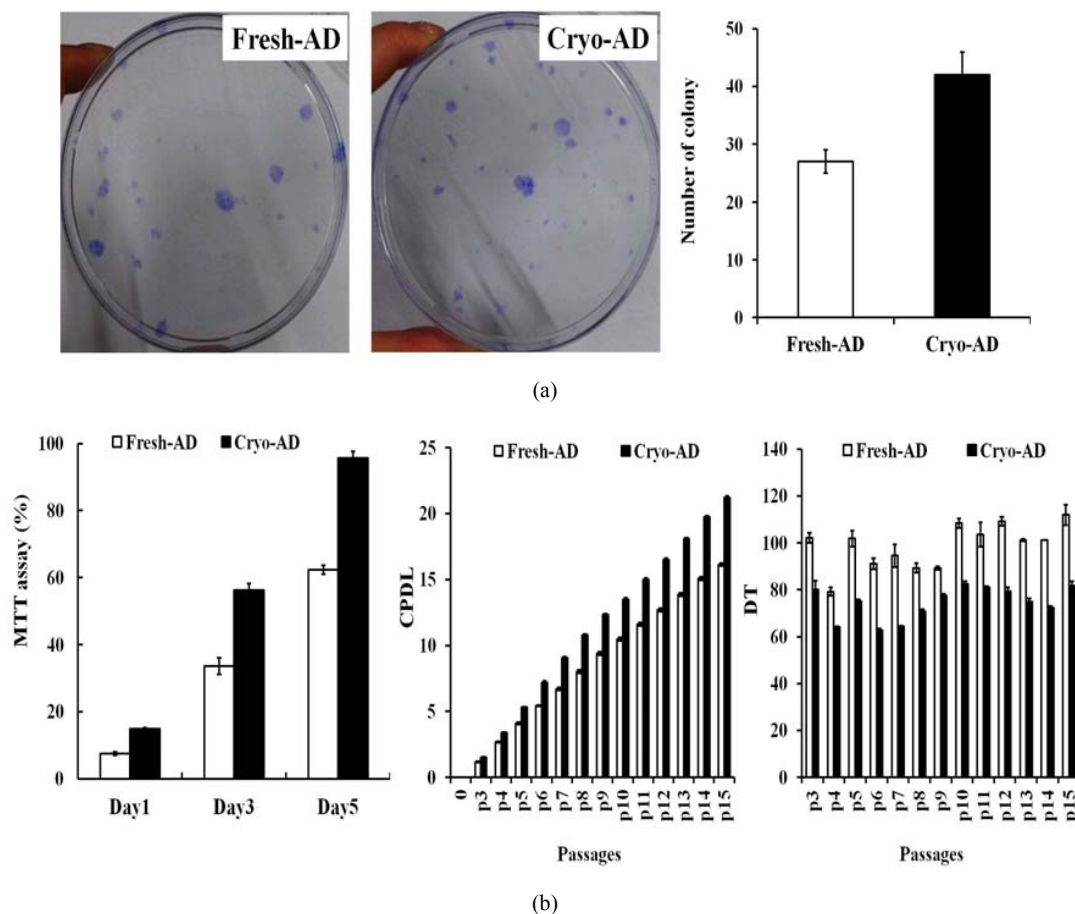 Fresh-AD
Cryo-AD
Number of colony
50
40
30
20
10
0
Fresh-AD
Cryo-AD
(a)
Fresh-AD
Cryo-AD
MTT assay (%)
100
80
60
40
20
0
Day1
Day3
Day5
Fresh-AD
Cryo-AD
CPDL
25
20
15
10
5
0
0
p3
p4
p5
p6
p7
p8
p9
p10
p11
p12
p13
p14
p15
Passages
Fresh-AD
Cryo-AD
DT
140
120
100
80
60
40
20
0
p3
p4
p5
p6
p7
p8
p9
p10
p11
p12
p13
p14
p15
Passages
(b)